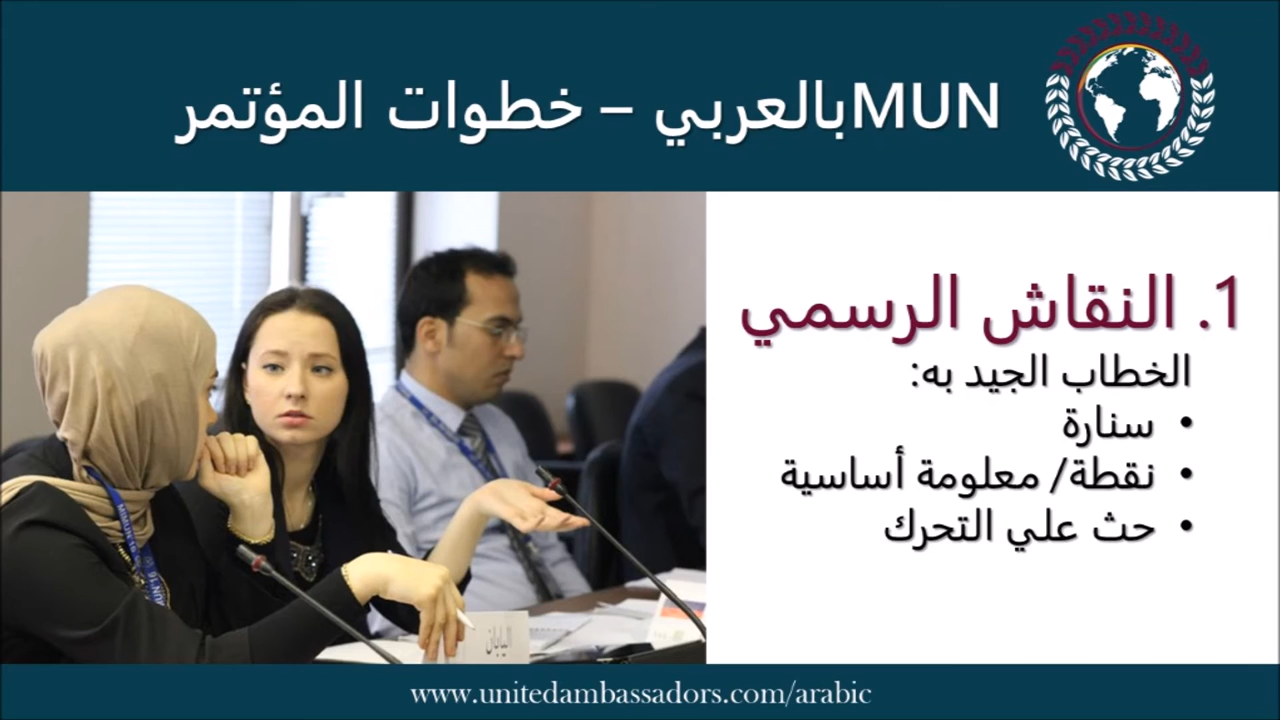 MUNبالعربي – خطوات المؤتمر
1. النقاش الرسمي
الخطاب الجيد به:
• سنارة
• نقطة/ معلومة أساسية
• حث علي التحرك
اليابان
www.unitedambassadors.com/arabic